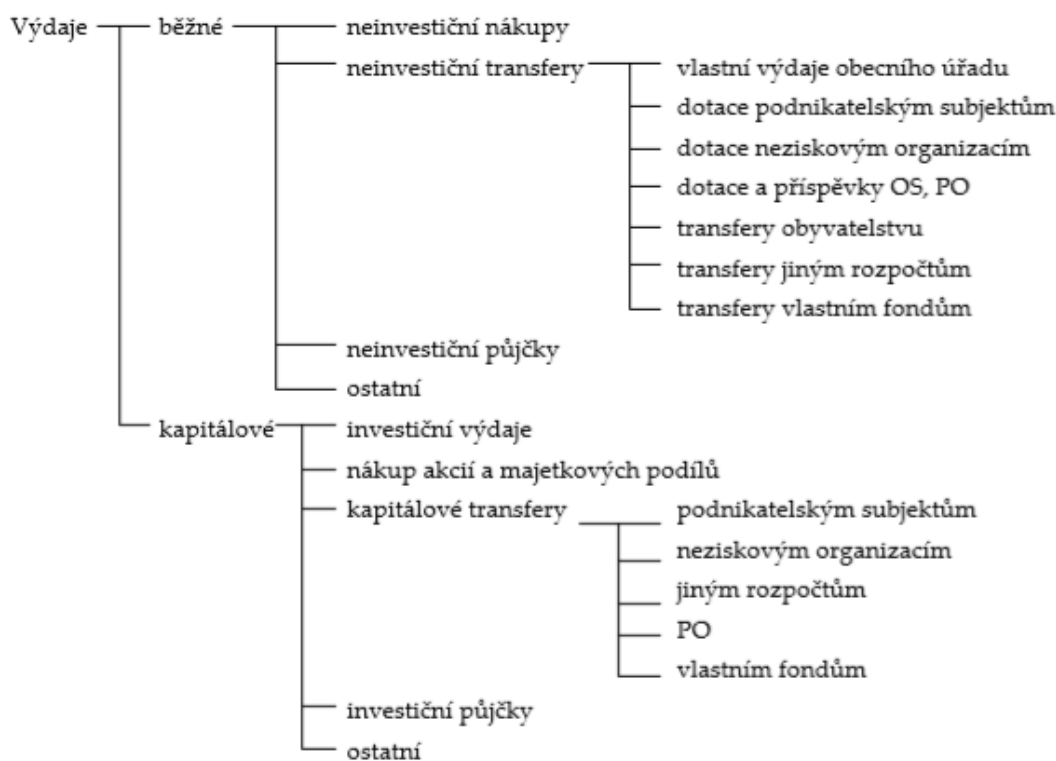 Výdaje běžné neinvestiční nákupy
neinvestiční transfery vlastní výdaje obecního úřadu
dotace podnikatelským subjektům
dotace neziskovým organizacím
dotace a příspěvky OS, PO
transfery obyvatelstvu
transfery jiným rozpočtům
transfery vlastním fondům
neinvestiční půjčky
ostatní
kapitálové investiční výdaje
nákup akcií a majetkových podílů
kapitálové transfery podnikatelským subjektům
neziskovým organizacím
jiným rozpočtům
PO
vlastním fondům
investiční půjčky
ostatní